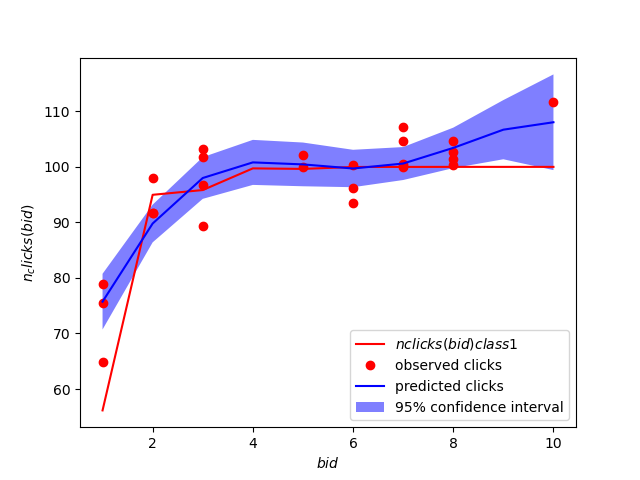 110
100
90
80
70
60
n_clicks(bid)
nclicks(bid)class1
observed clicks
predicted clicks
95% confidence interval
2
4
6
8
10
bid